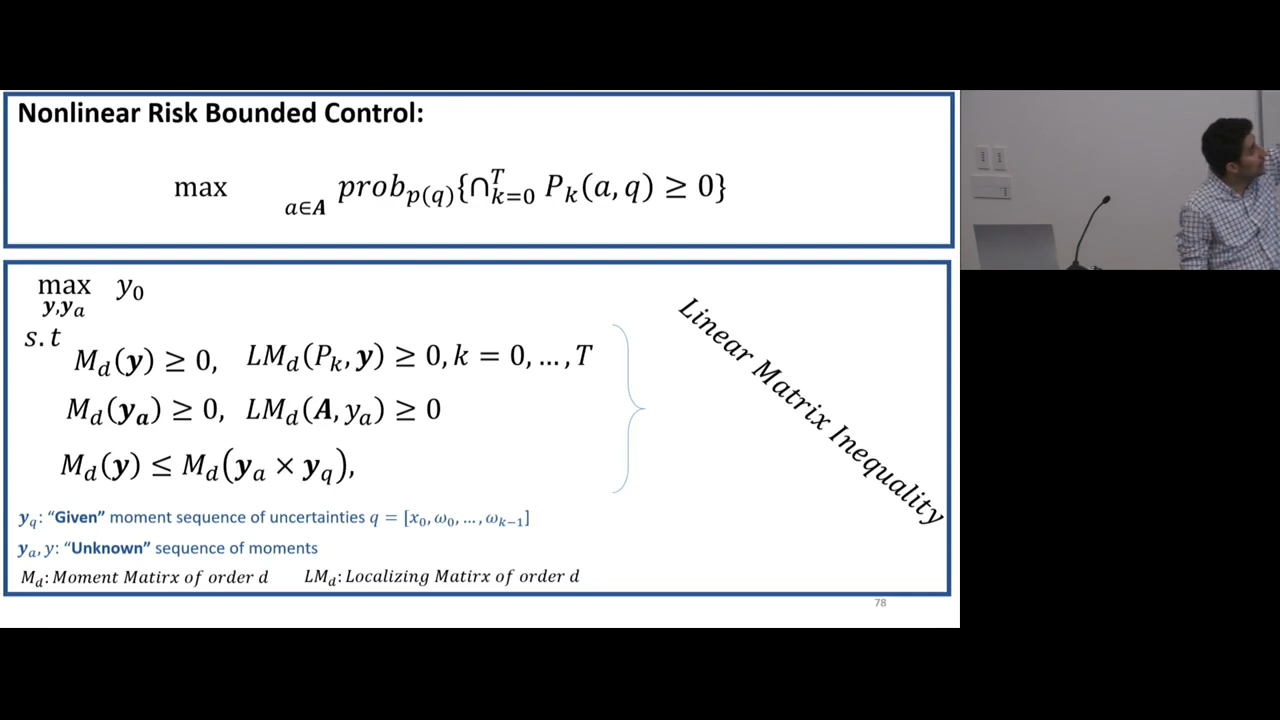 Nonlinear Risk Bounded Control:
max a∈A prob_{p(q)}{∩_{k=0}^{T} P_k(a, q) ≥ 0}
max y,y_a y_0
s.t
M_d(y) ≥ 0, LM_d(P_k, y) ≥ 0, k = 0, …, T
M_d(y_a) ≥ 0, LM_d(A, y_a) ≥ 0
M_d(y) ≤ M_d(y_a × y_q),
Linear Matrix Inequality
y_q: “Given” moment sequence of uncertainties q = [x_0, ω_0, …, ω_{k−1}]
y_a, y: “Unknown” sequence of moments
M_d: Moment Matirx of order d LM_d: Localizing Matirx of order d
78